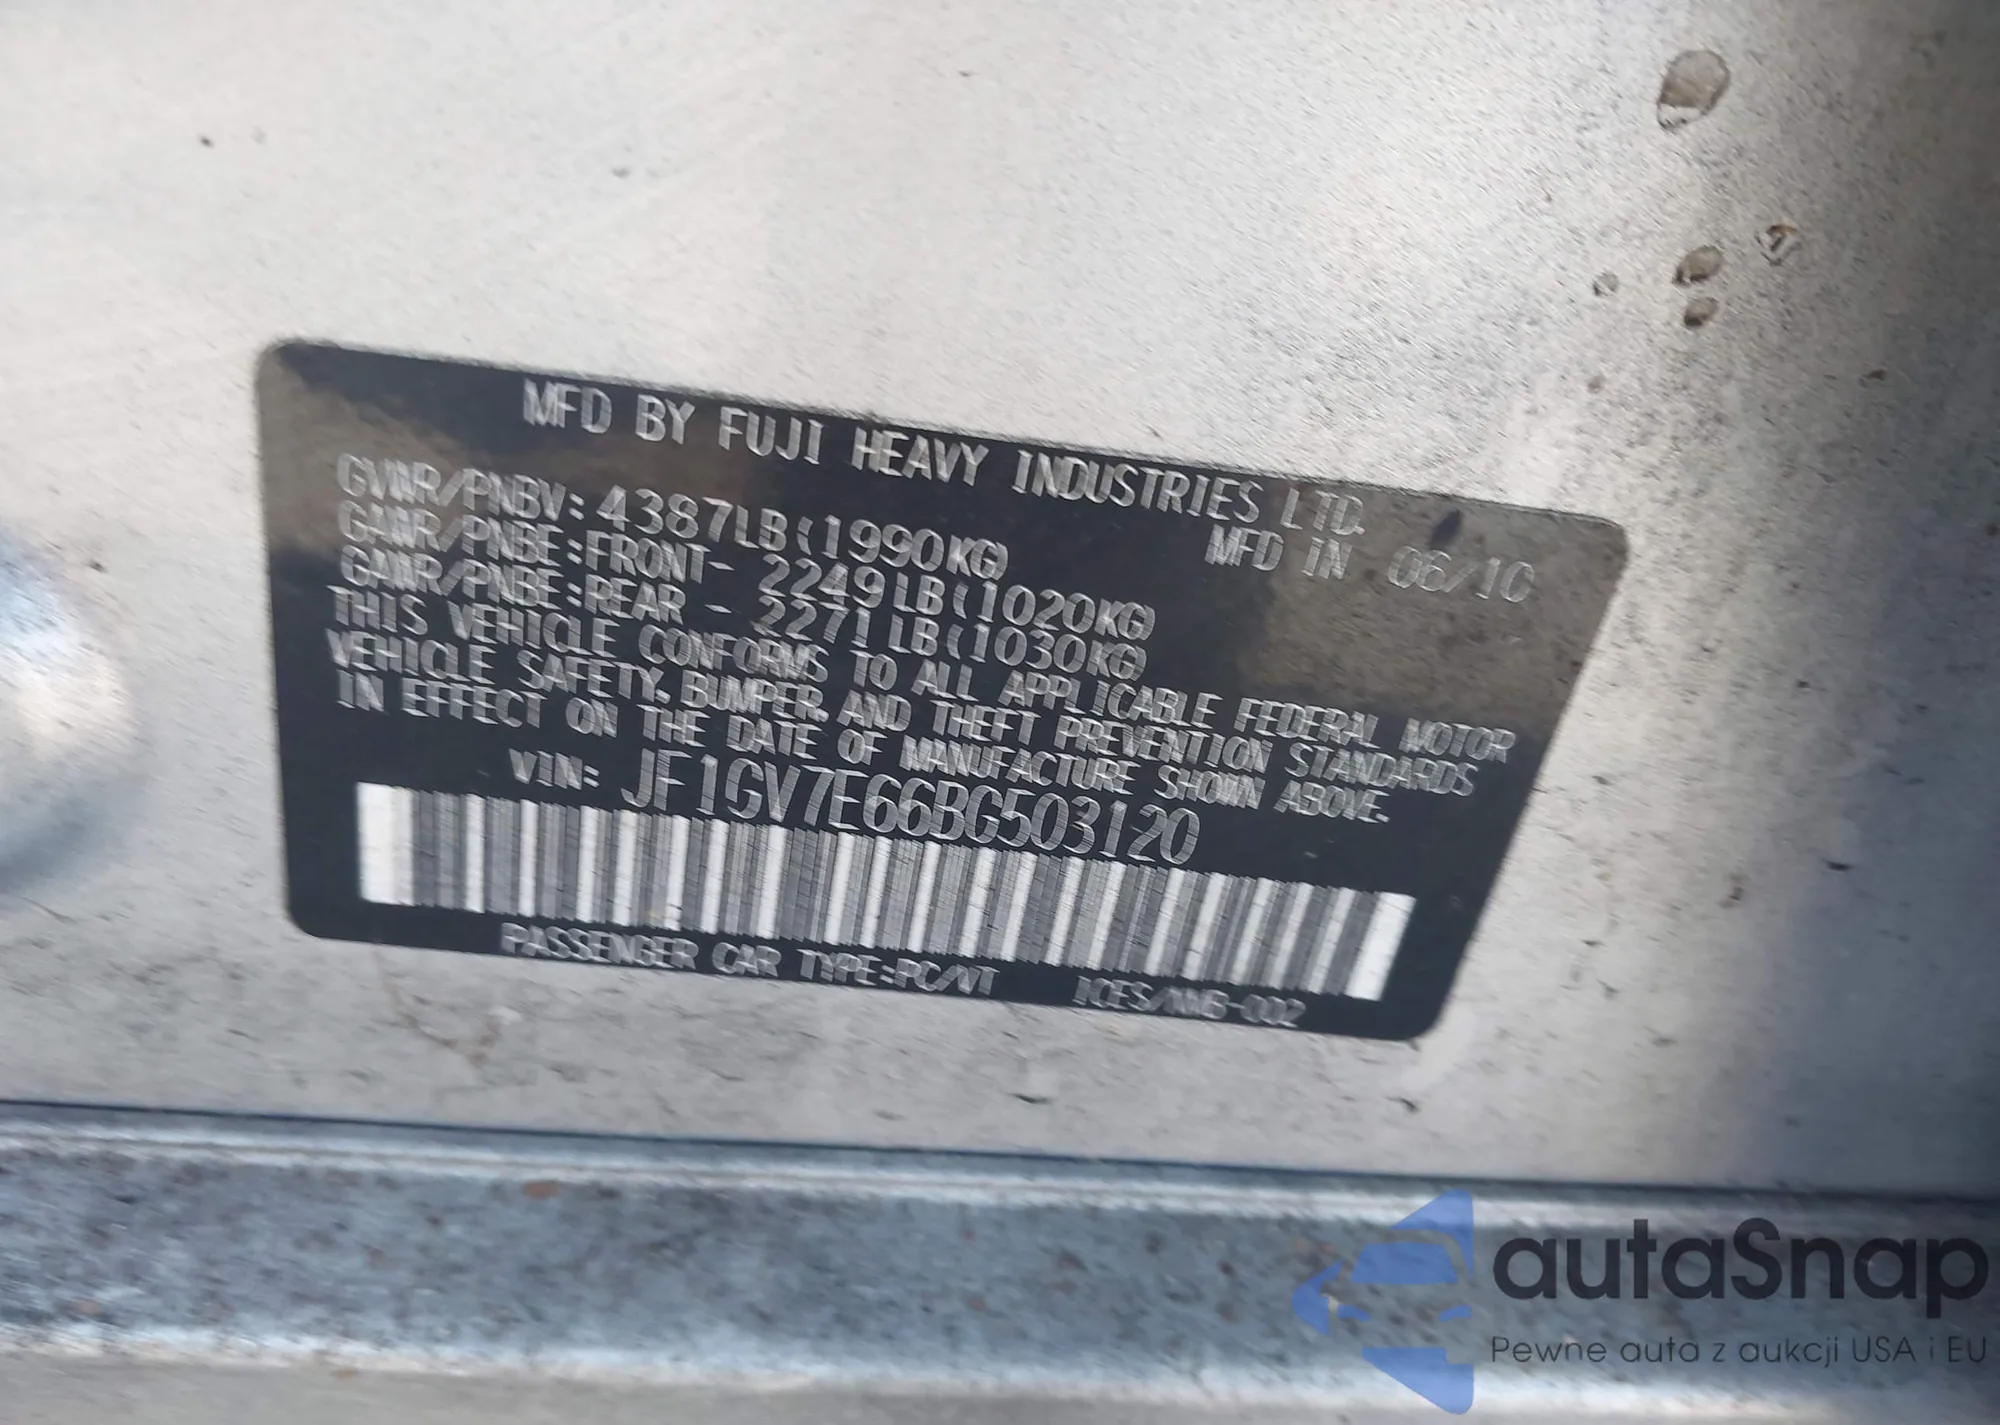 MFD BY FUJI HEAVY INDUSTRIES LTD.
GVWR/PNBV: 4387LB(1990KG) MFD IN 06/10
GAWR/PNBE:FRONT- 2249LB(1020KG)
GAWR/PNBE:REAR - 2271LB(1030KG)
THIS VEHICLE CONFORMS TO ALL APPLICABLE FEDERAL MOTOR
VEHICLE SAFETY, BUMPER, AND THEFT PREVENTION STANDARDS
IN EFFECT ON THE DATE OF MANUFACTURE SHOWN ABOVE.
VIN: JF1GV7E66BG503120
PASSENGER CAR TYPE:PC/VT ICES/NMB-002
autaSnap
Pewne auta z aukcji USA i EU